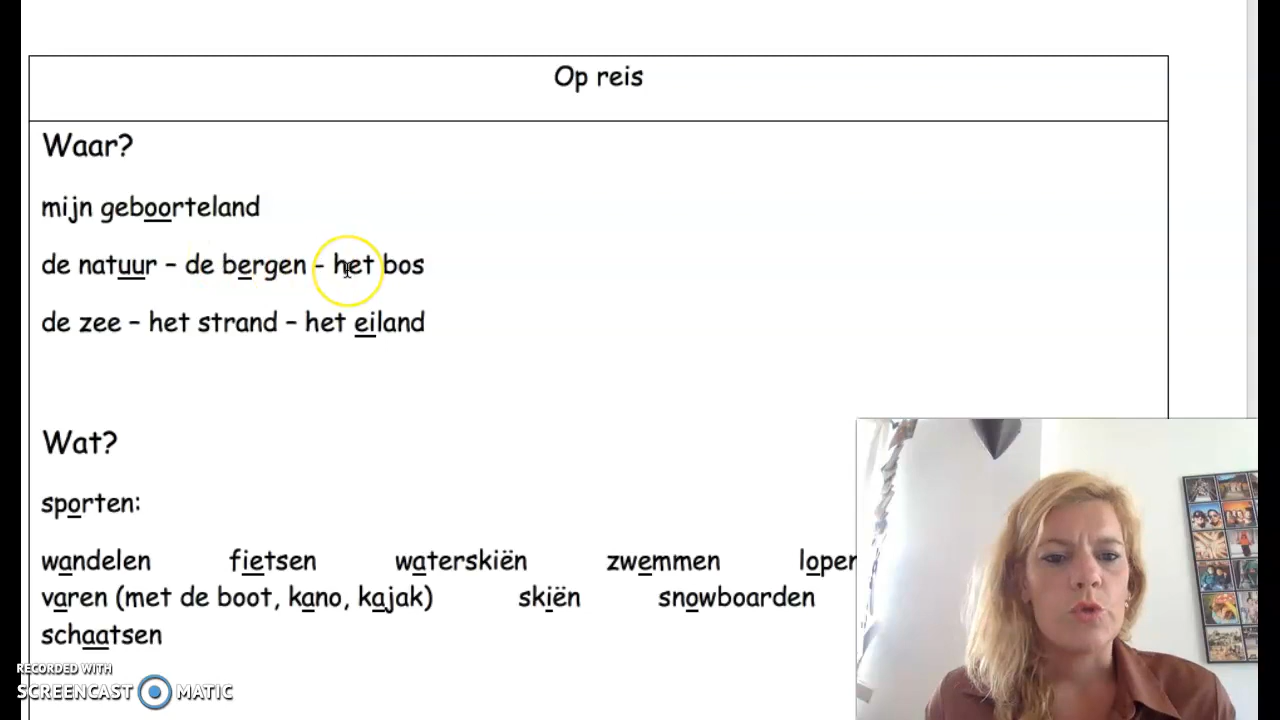 Op reis
Waar?
mijn geboorteland
de natuur – de bergen - het bos
de zee – het strand – het eiland
Wat?
sporten:
wandelen fietsen waterskiën zwemmen lopen
varen (met de boot, kano, kajak) skiën snowboarden
schaatsen
RECORDED WITH
SCREENCAST MATIC